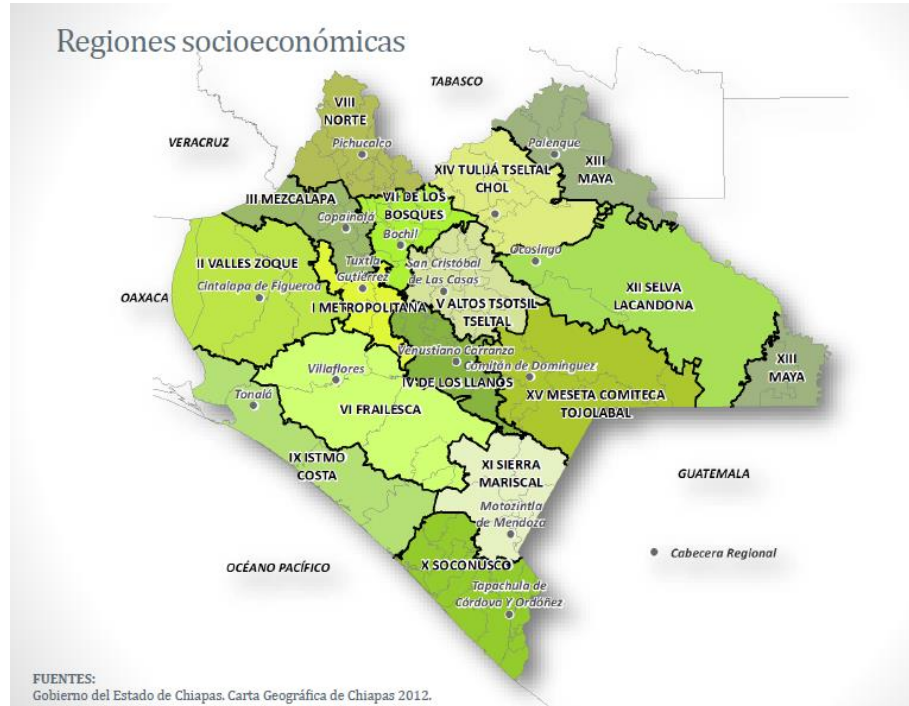 Regiones socioeconómicas
TABASCO
VIII
NORTE
VERACRUZ
Pichucalco
Palenque
XIII
MAYA
XIV TULIJÁ TSELTAL
CHOL
III MEZCALAPA
VII DE LOS
BOSQUES
Copainalá
Bochil
Ocosingo
II VALLES ZOQUE
Tuxtla
Gutiérrez
San Cristóbal
de Las Casas
Cintalapa de Figueroa
OAXACA
XII SELVA
LACANDONA
I METROPOLITANA
V ALTOS TSOTSIL
TSELTAL
Venustiano Carranza
Comitán de Domínguez
XIII
MAYA
Villaflores
IV DE LOS LLANOS
Tonalá
XV MESETA COMITECA
TOJOLABAL
VI FRAILESCA
IX ISTMO
COSTA
XI SIERRA
MARISCAL
GUATEMALA
Motozintla
de Mendoza
Cabecera Regional
OCÉANO PACÍFICO
X SOCONUSCO
Tapachula de
Córdova Y Ordóñez
FUENTES:
Gobierno del Estado de Chiapas. Carta Geográfica de Chiapas 2012.